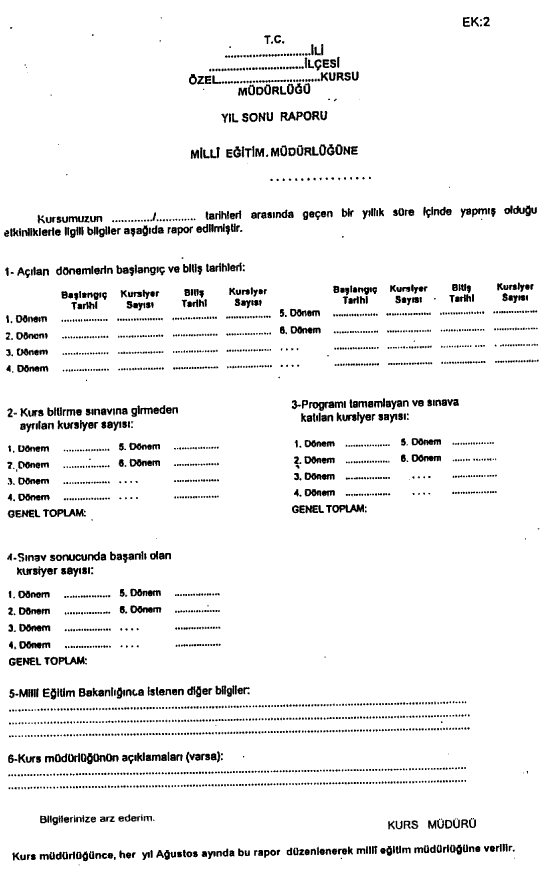 EK:2
T.C.
........................İLİ
...........................İLÇESİ
ÖZEL............................KURSU
MÜDÜRLÜĞÜ
YIL SONU RAPORU
MİLLÎ EĞİTİM MÜDÜRLÜĞÜNE
.................
Kursumuzun ............/............ tarihleri arasında geçen bir yıllık süre içinde yapmış olduğu
etkinliklerle ilgili bilgiler aşağıda rapor edilmiştir.
1- Açılan dönemlerin başlangıç ve bitiş tarihleri:
Başlangıç Kursiyer Bitiş Kursiyer Başlangıç Kursiyer Bitiş Kursiyer
Tarihi Sayısı Tarihi Sayısı Tarihi Sayısı Tarihi Sayısı
1. Dönem ................ ................ ................ ................ 5. Dönem ................ ................ ................ ................
2. Dönem ................ ................ ................ ................ 6. Dönem ................ ................ ................ ................
3. Dönem ................ ................ ................ ................ .... ................ ................ ................ ................
4. Dönem ................ ................ ................ ................ .... ................ ................ ................ ................
2- Kurs bitirme sınavına girmeden
ayrılan kursiyer sayısı:
1. Dönem ................ 5. Dönem ................
2. Dönem ................ 6. Dönem ................
3. Dönem ................ .... ................
4. Dönem ................ .... ................
GENEL TOPLAM:
3-Programı tamamlayan ve sınava
katılan kursiyer sayısı:
1. Dönem ................ 5. Dönem ................
2. Dönem ................ 6. Dönem ................
3. Dönem ................ .... ................
4. Dönem ................ .... ................
GENEL TOPLAM:
4-Sınav sonucunda başarılı olan
kursiyer sayısı:
1. Dönem ................ 5. Dönem ................
2. Dönem ................ 6. Dönem ................
3. Dönem ................ .... ................
4. Dönem ................ .... ................
GENEL TOPLAM:
5-Millî Eğitim Bakanlığınca istenen diğer bilgiler:
................................................................
................................................................
................................................................
6-Kurs müdürlüğünün açıklamaları (varsa):
................................................................
................................................................
Bilgilerinize arz ederim.
KURS MÜDÜRÜ
Kurs müdürlüğünce, her yıl Ağustos ayında bu rapor düzenlenerek millî eğitim müdürlüğüne verilir.